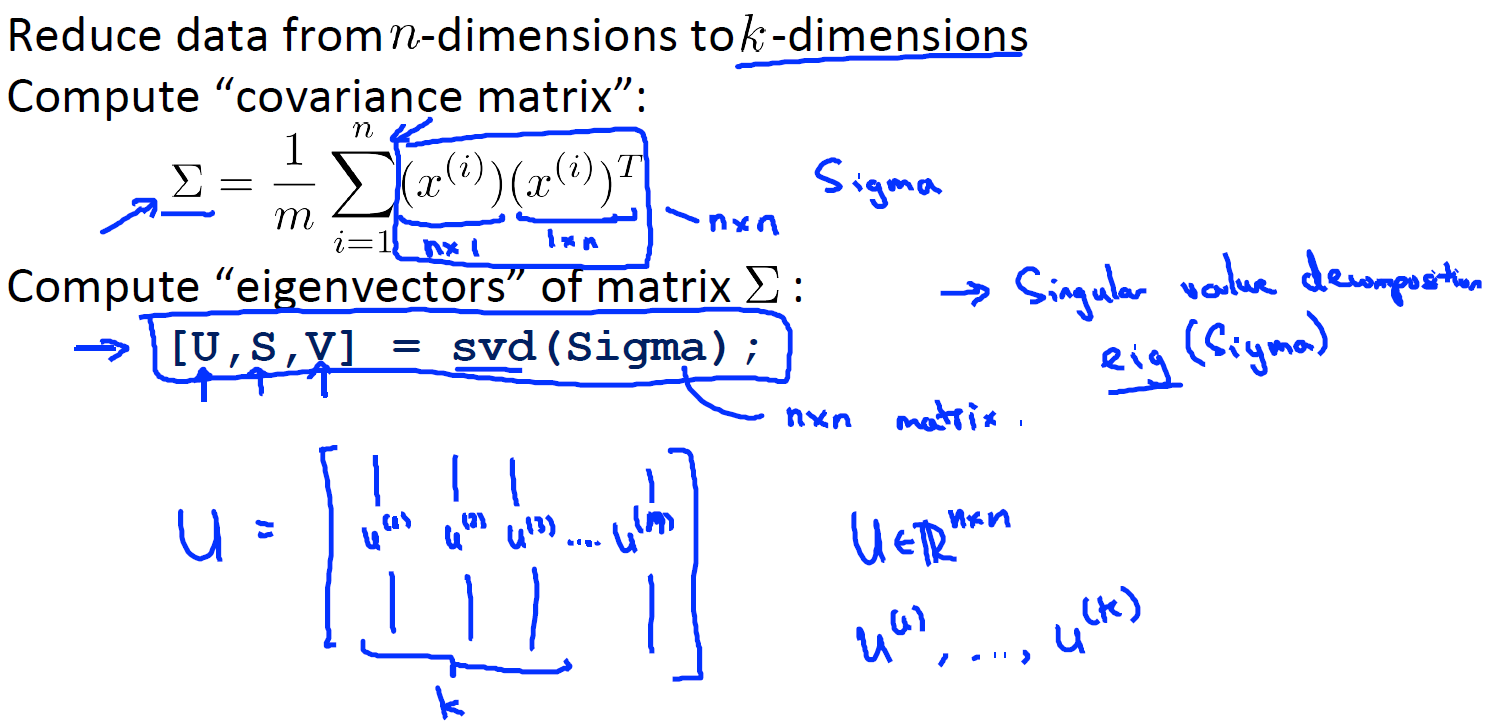 Reduce data from n-dimensions to k-dimensions
Compute “covariance matrix”:
Σ = 1/m ∑_{i=1}^{n} (x^{(i)})(x^{(i)})^T
n×1 1×n
n×n
Sigma
Compute “eigenvectors” of matrix Σ :
→ Singular value decomposition
eig (Sigma)
→ [U,S,V] = svd(Sigma);
n×n matrix.
U = [ u^{(1)} u^{(2)} u^{(3)} .... u^{(m)} ]
k
U ∈ ℝ^{n×n}
u^{(1)}, ..., u^{(k)}